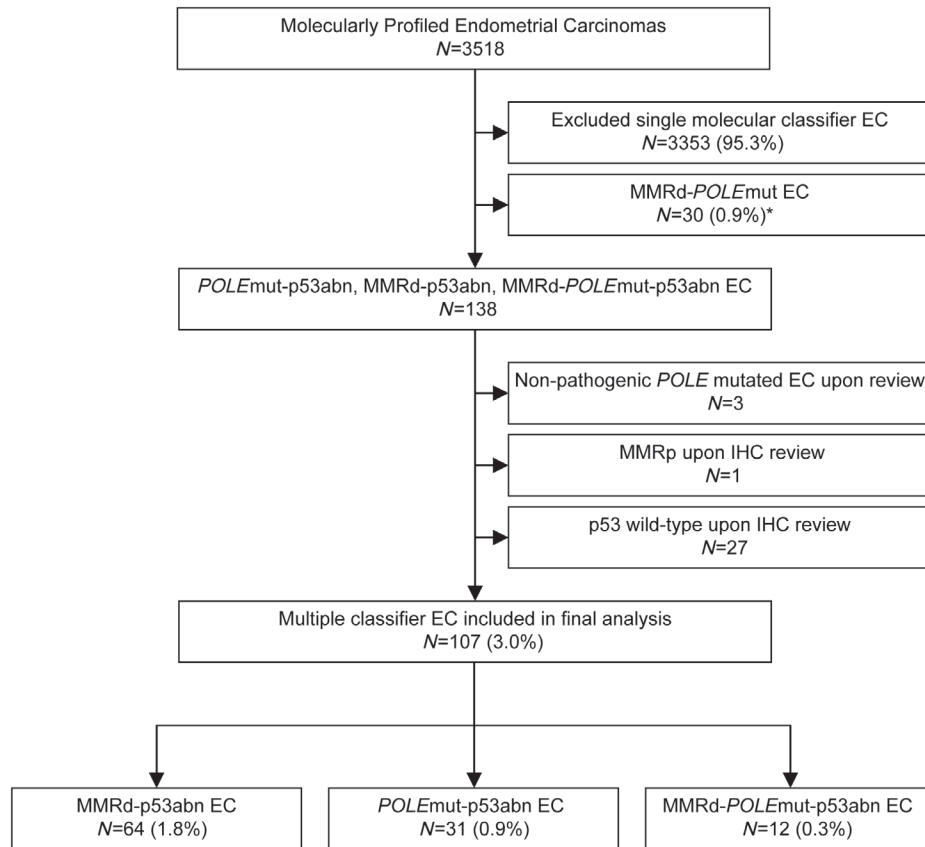 Molecularly Profiled Endometrial Carcinomas
N=3518
Excluded single molecular classifier EC
N=3353 (95.3%)
MMRd-POLEmut EC
N=30 (0.9%)*
POLEmut-p53abn, MMRd-p53abn, MMRd-POLEmut-p53abn EC
N=138
Non-pathogenic POLE mutated EC upon review
N=3
MMRp upon IHC review
N=1
p53 wild-type upon IHC review
N=27
Multiple classifier EC included in final analysis
N=107 (3.0%)
MMRd-p53abn EC
N=64 (1.8%)
POLEmut-p53abn EC
N=31 (0.9%)
MMRd-POLEmut-p53abn EC
N=12 (0.3%)